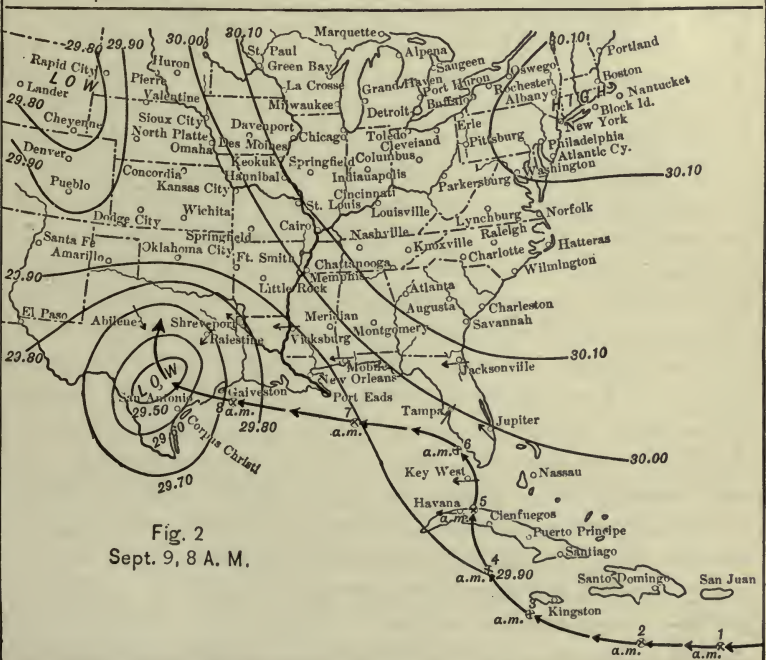 29.80 29.90 30.00 30.10 Marquette 30.10
Portland
St. Paul Alpena
Rapid City Huron Green Bay Saugeen Oswego
LOW Pierre La Crosse Grand Haven Port Huron Rochester Boston
Lander Valentine Milwaukee Detroit Buffalo Albany HIGH Nantucket
29.80 Block Id.
Cheyenne Sioux City Davenport Chicago Toledo Erie New York
North Platte Omaha Des Moines Cleveland Pittsburg Philadelphia
Denver Keokuk Springfield Columbus Atlantic Cy.
29.90 Concordia Hannibal Indianapolis Washington
Pueblo Kansas City Cincinnati Parkersburg 30.10
St. Louis Louisville
Dodge City Wichita Cairo Lynchburg Norfolk
Santa Fe Springfield Nashville Raleigh
Amarillo Oklahoma City Ft. Smith Knoxville Charlotte Hatteras
Chattanooga
29.90 Memphis Wilmington
Little Rock Atlanta
El Paso Abilene Shreveport Meridian Augusta Charleston
Palestine Vicksburg Montgomery Savannah
29.80 30.10
Mobile Jacksonville
LOW New Orleans
San Antonio Galveston Port Eads
29.50 8 a.m. 29.80 7 a.m. Tampa Jupiter
29.60 Corpus Christi
6 a.m. 30.00
29.70 Key West Nassau
Havana 5 a.m. Cienfuegos
Fig. 2 Puerto Principe
Sept. 9, 8 A. M. Santiago
4 a.m. 29.90
Santo Domingo San Juan
3 a.m. Kingston
2 a.m. 1 a.m.